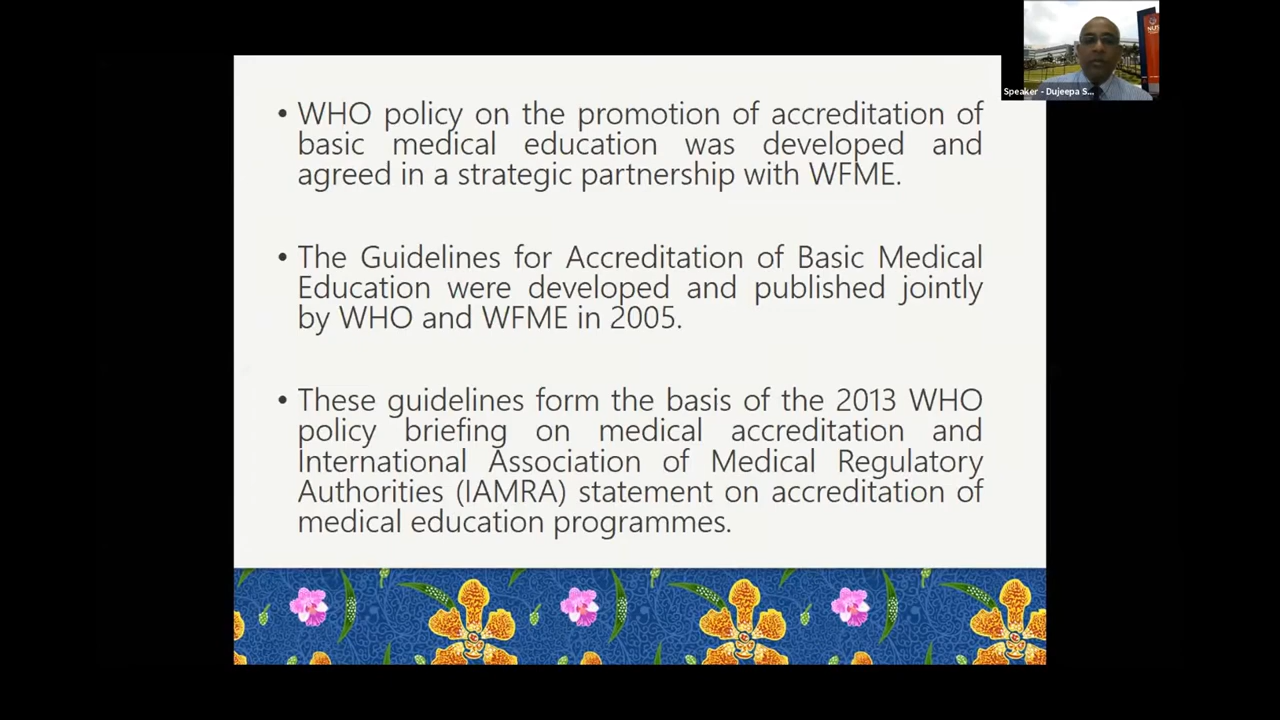 NUS
Speaker - Dujeepa S...
• WHO policy on the promotion of accreditation of
basic medical education was developed and
agreed in a strategic partnership with WFME.
• The Guidelines for Accreditation of Basic Medical
Education were developed and published jointly
by WHO and WFME in 2005.
• These guidelines form the basis of the 2013 WHO
policy briefing on medical accreditation and
International Association of Medical Regulatory
Authorities (IAMRA) statement on accreditation of
medical education programmes.